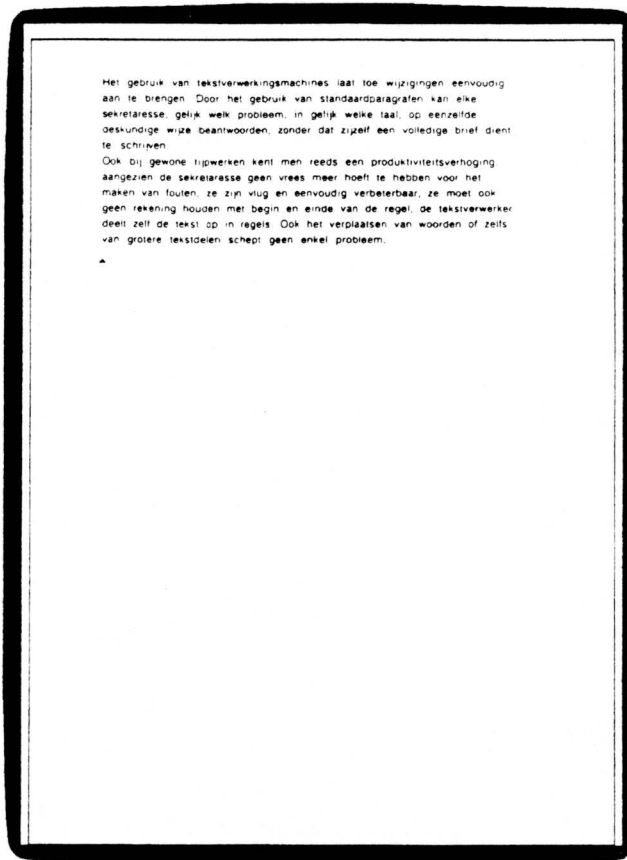 Het gebruik van tekstverwerkingsmachines laat toe wijzigingen eenvoudig
aan te brengen. Door het gebruik van standaardparagrafen kan elke
sekretaresse, gelijk welk probleem, in gelijk welke taal, op eenzelfde
deskundige wijze beantwoorden, zonder dat zijzelf een volledige brief dient
te schrijven
Ook bij gewone tijpwerken kent men reeds een produktiviteitsverhoging
aangezien de sekretaresse geen vrees meer hoeft te hebben voor het
maken van fouten, ze zijn vlug en eenvoudig verbeterbaar, ze moet ook
geen rekening houden met begin en einde van de regel, de tekstverwerker
deelt zelf de tekst op in regels. Ook het verplaatsen van woorden of zelfs
van grotere tekstdelen schept geen enkel probleem.